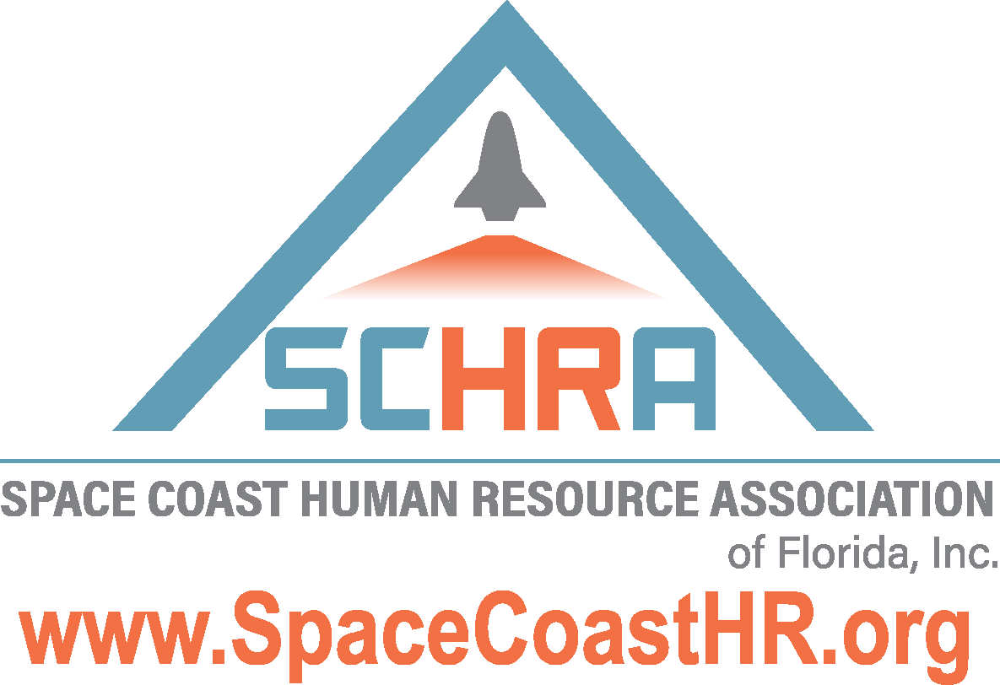 SCHRA
SPACE COAST HUMAN RESOURCE ASSOCIATION
of Florida, Inc.
www.SpaceCoastHR.org